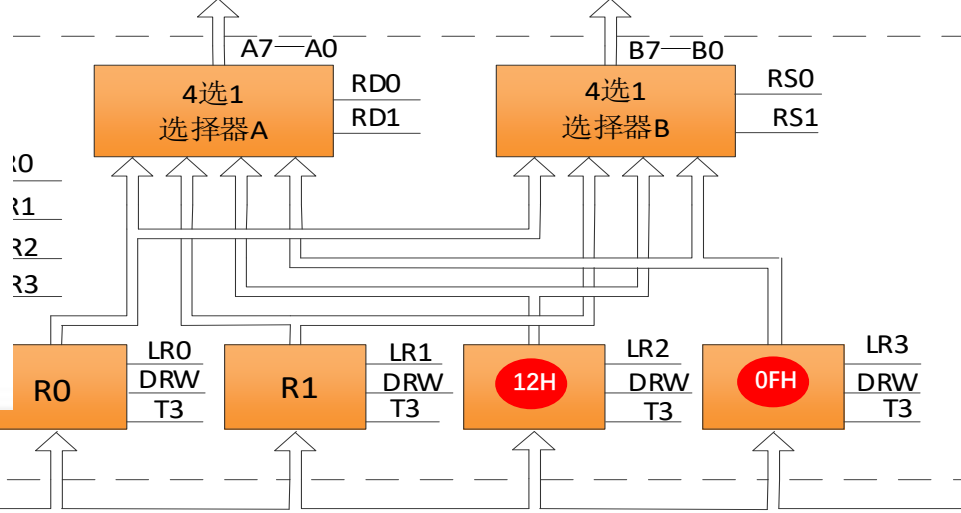 A7—A0
B7—B0
4选1
选择器A
RD0
RD1
4选1
选择器B
RS0
RS1
R0
R1
R2
R3
R0
LR0
DRW
T3
R1
LR1
DRW
T3
12H
LR2
DRW
T3
0FH
LR3
DRW
T3